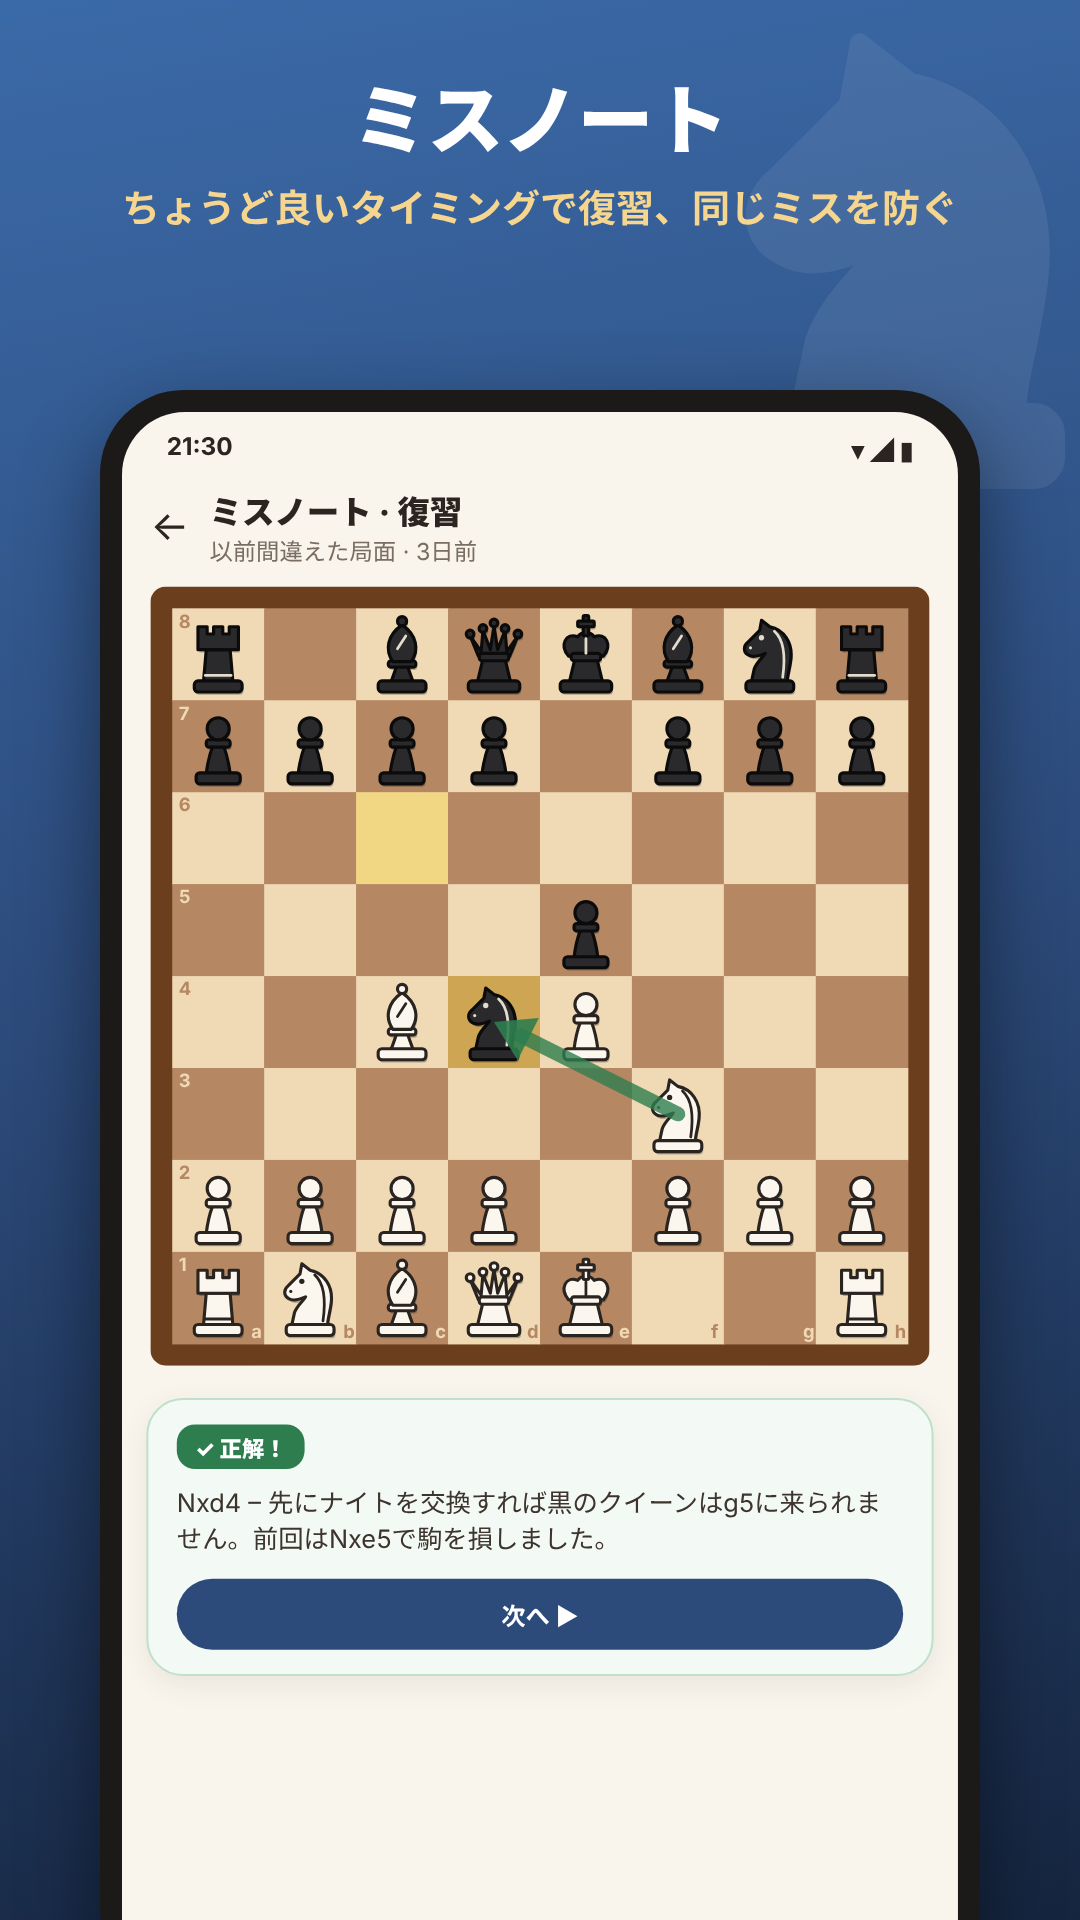 ミスノート
ちょうど良いタイミングで復習、同じミスを防ぐ
21:30
ミスノート · 復習
以前間違えた局面 · 3日前
8
7
6
5
4
3
2
1
a b c d e f g h
正解！
Nxd4 – 先にナイトを交換すれば黒のクイーンはg5に来られま
せん。前回はNxe5で駒を損しました。
次へ ▶